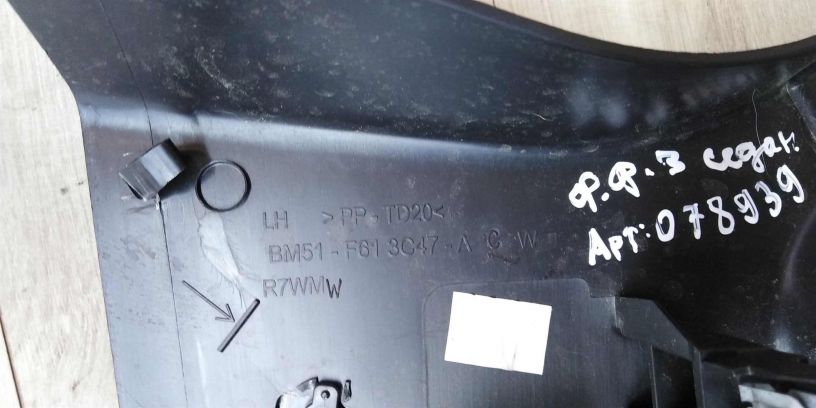 LH >PP-TD20<
BM51-F613C47-A C W
R7WMW
Ф.Ф.3 седан
Арт:078939